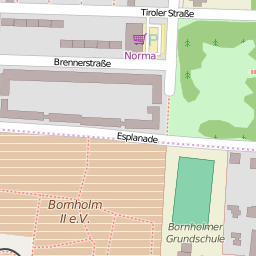 Tiroler Straße
Norma
Brennerstraße
Esplanade
Bornholm
II e.V.
Bornholmer
Grundschule